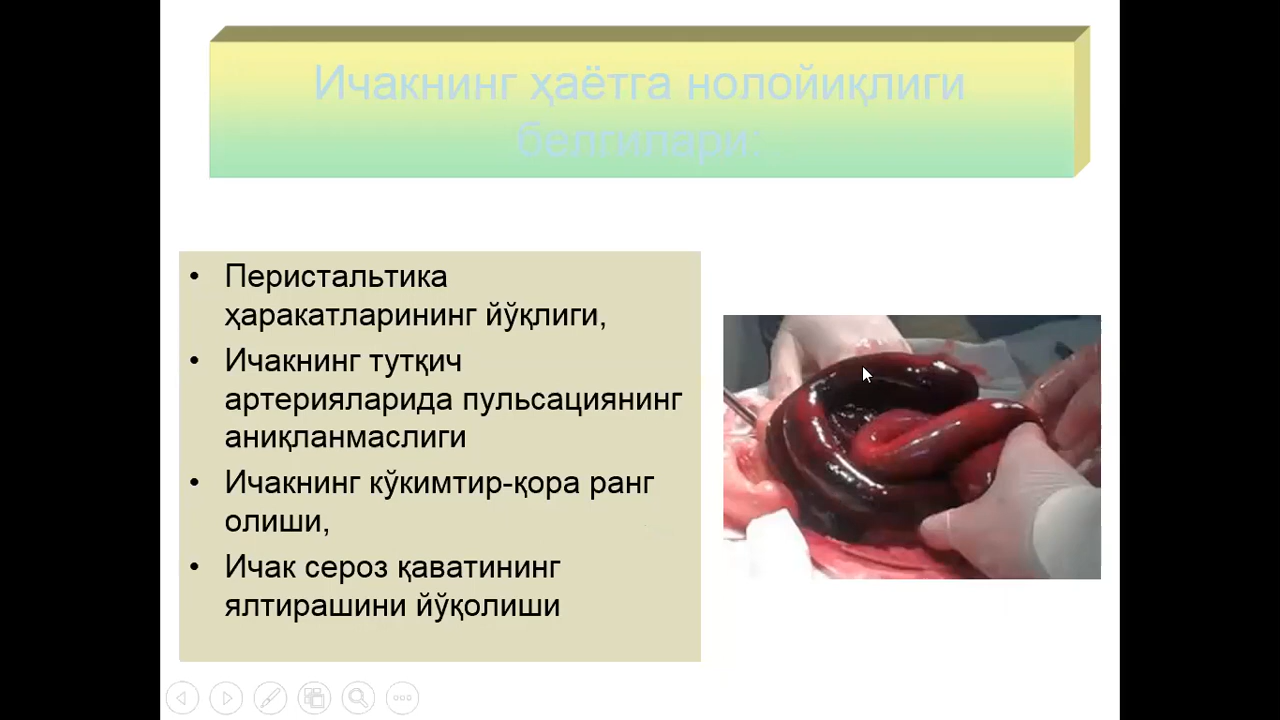 Ичакнинг ҳаётга нолойиқлиги
белгилари:
• Перистальтика
ҳаракатларининг йўқлиги,
• Ичакнинг тутқич
артерияларида пульсациянинг
аниқланмаслиги
• Ичакнинг кўкимтир-қора ранг
олиши,
• Ичак сероз қаватининг
ялтирашини йўқолиши